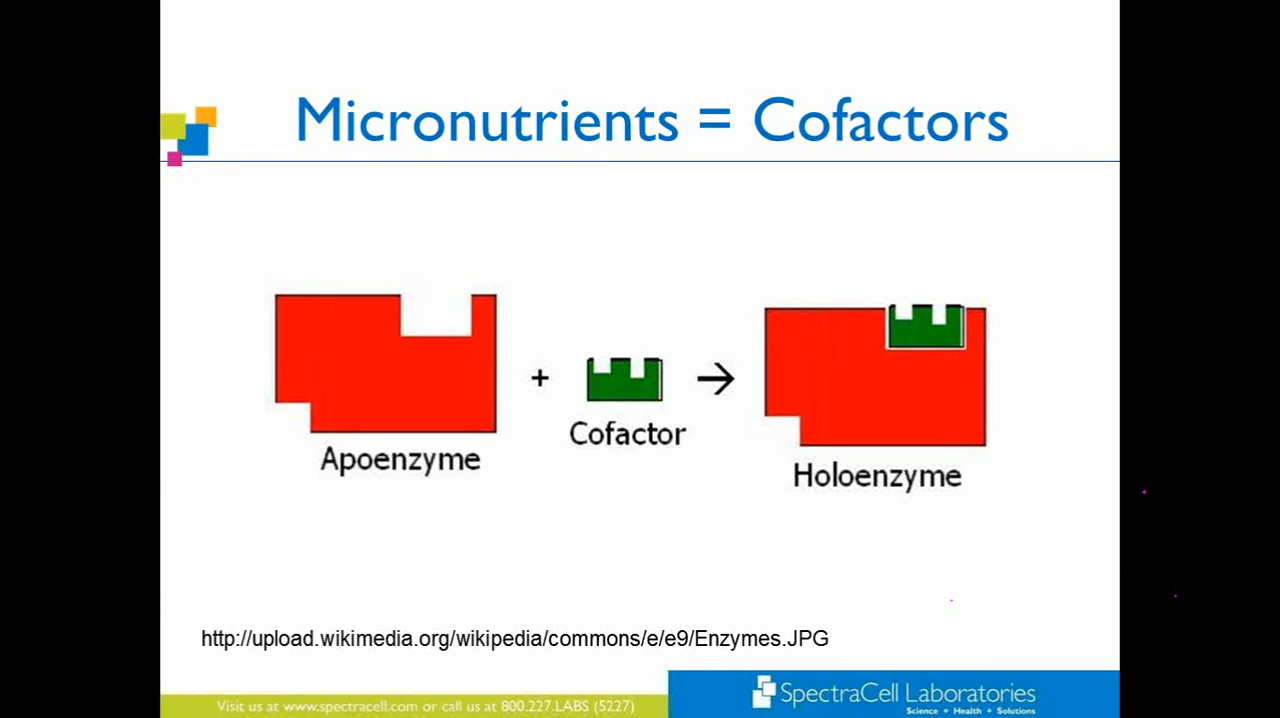 Micronutrients = Cofactors
+
Cofactor
→
Apoenzyme
Holoenzyme
http://upload.wikimedia.org/wikipedia/commons/e/e9/Enzymes.JPG
Visit us at www.spectracell.com or call us at 800.227.LABS (5227)
SpectraCell Laboratories
Science + Health + Solutions